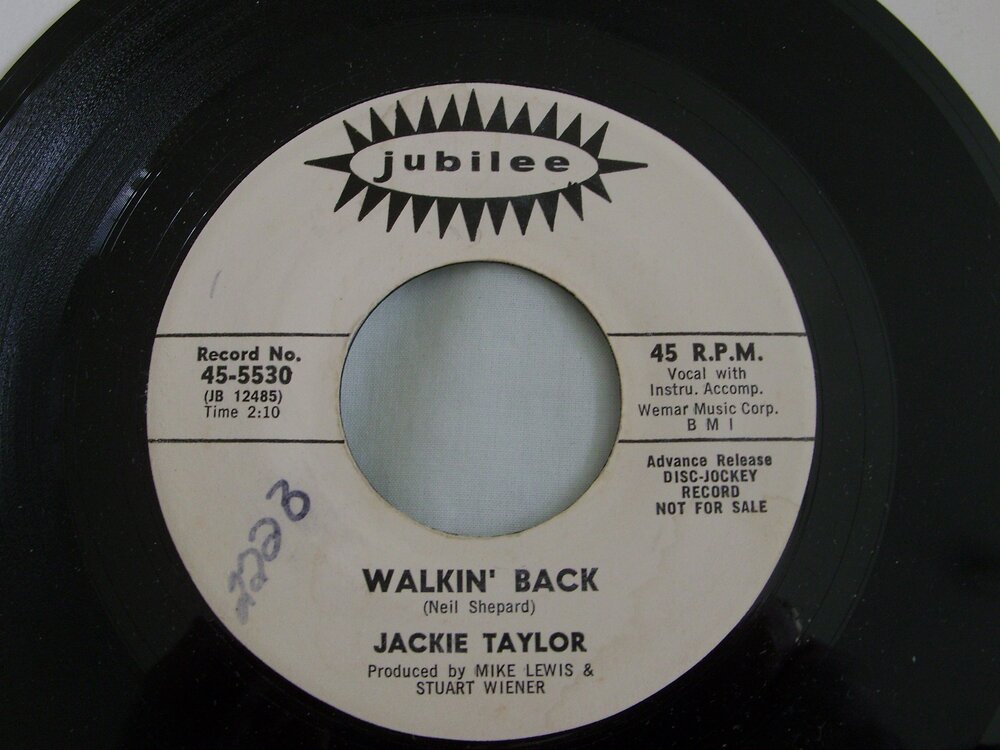 jubilee
Record No.
45-5530
(JB 12485)
Time 2:10
45 R.P.M.
Vocal with
Instru. Accomp.
Wemar Music Corp.
B M I
Advance Release
DISC-JOCKEY
RECORD
NOT FOR SALE
2223
WALKIN' BACK
(Neil Shepard)
JACKIE TAYLOR
Produced by MIKE LEWIS &
STUART WIENER